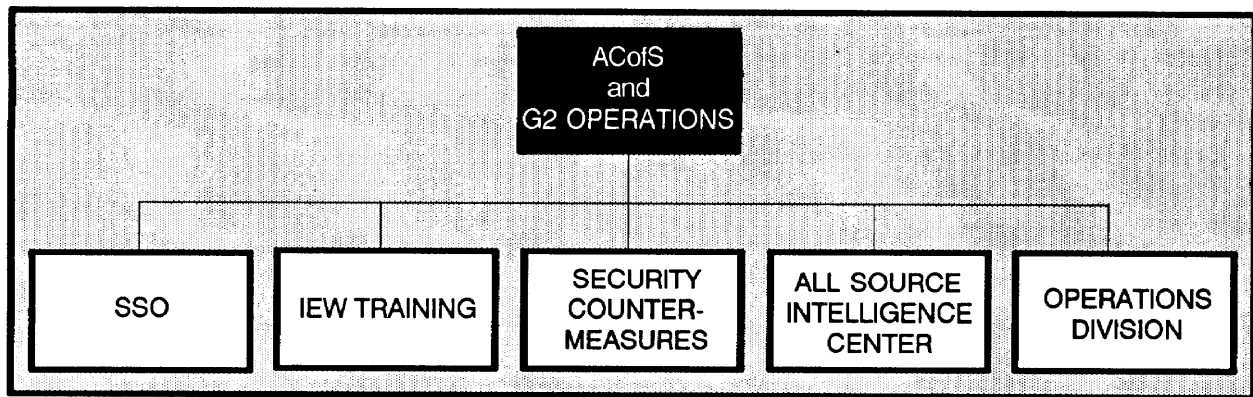 ACofS
and
G2 OPERATIONS
SSO
IEW TRAINING
SECURITY
COUNTER-
MEASURES
ALL SOURCE
INTELLIGENCE
CENTER
OPERATIONS
DIVISION